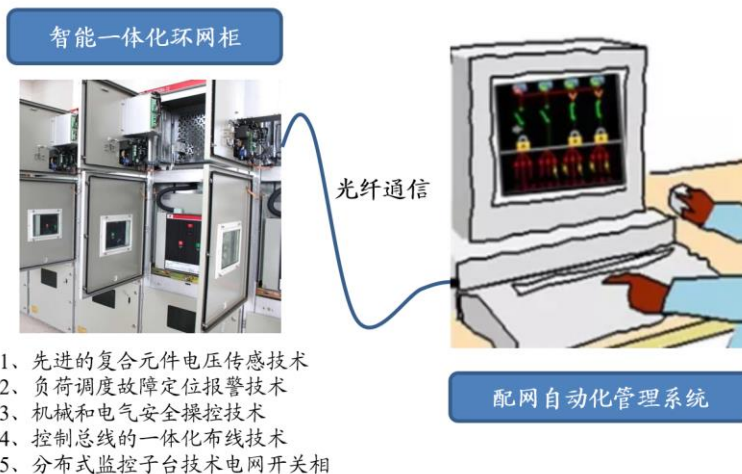 智能一体化环网柜
光纤通信
1、先进的复合元件电压传感技术
2、负荷调度故障定位报警技术
3、机械和电气安全操控技术
4、控制总线的一体化布线技术
5、分布式监控子台技术电网开关相
配网自动化管理系统